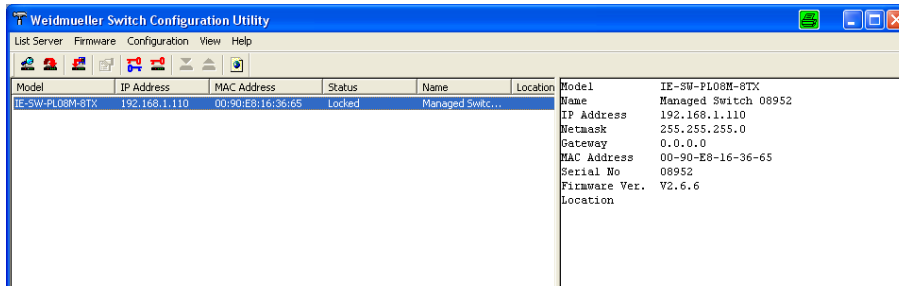 Weidmueller Switch Configuration Utility
List Server Firmware Configuration View Help
Model IP Address MAC Address Status Name Location
IE-SW-PL08M-8TX 192.168.1.110 00:90:E8:16:36:65 Locked Managed Switc...
Model IE-SW-PL08M-8TX
Name Managed Switch 08952
IP Address 192.168.1.110
Netmask 255.255.255.0
Gateway 0.0.0.0
MAC Address 00-90-E8-16-36-65
Serial No 08952
Firmware Ver. V2.6.6
Location